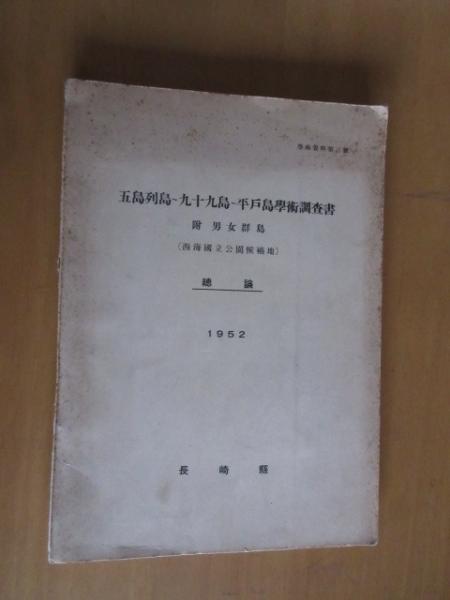 五島列島~九十九島~平戸島學術調査書
附 男女群島
(西海國立公園候補地)
總論
1952
長崎縣